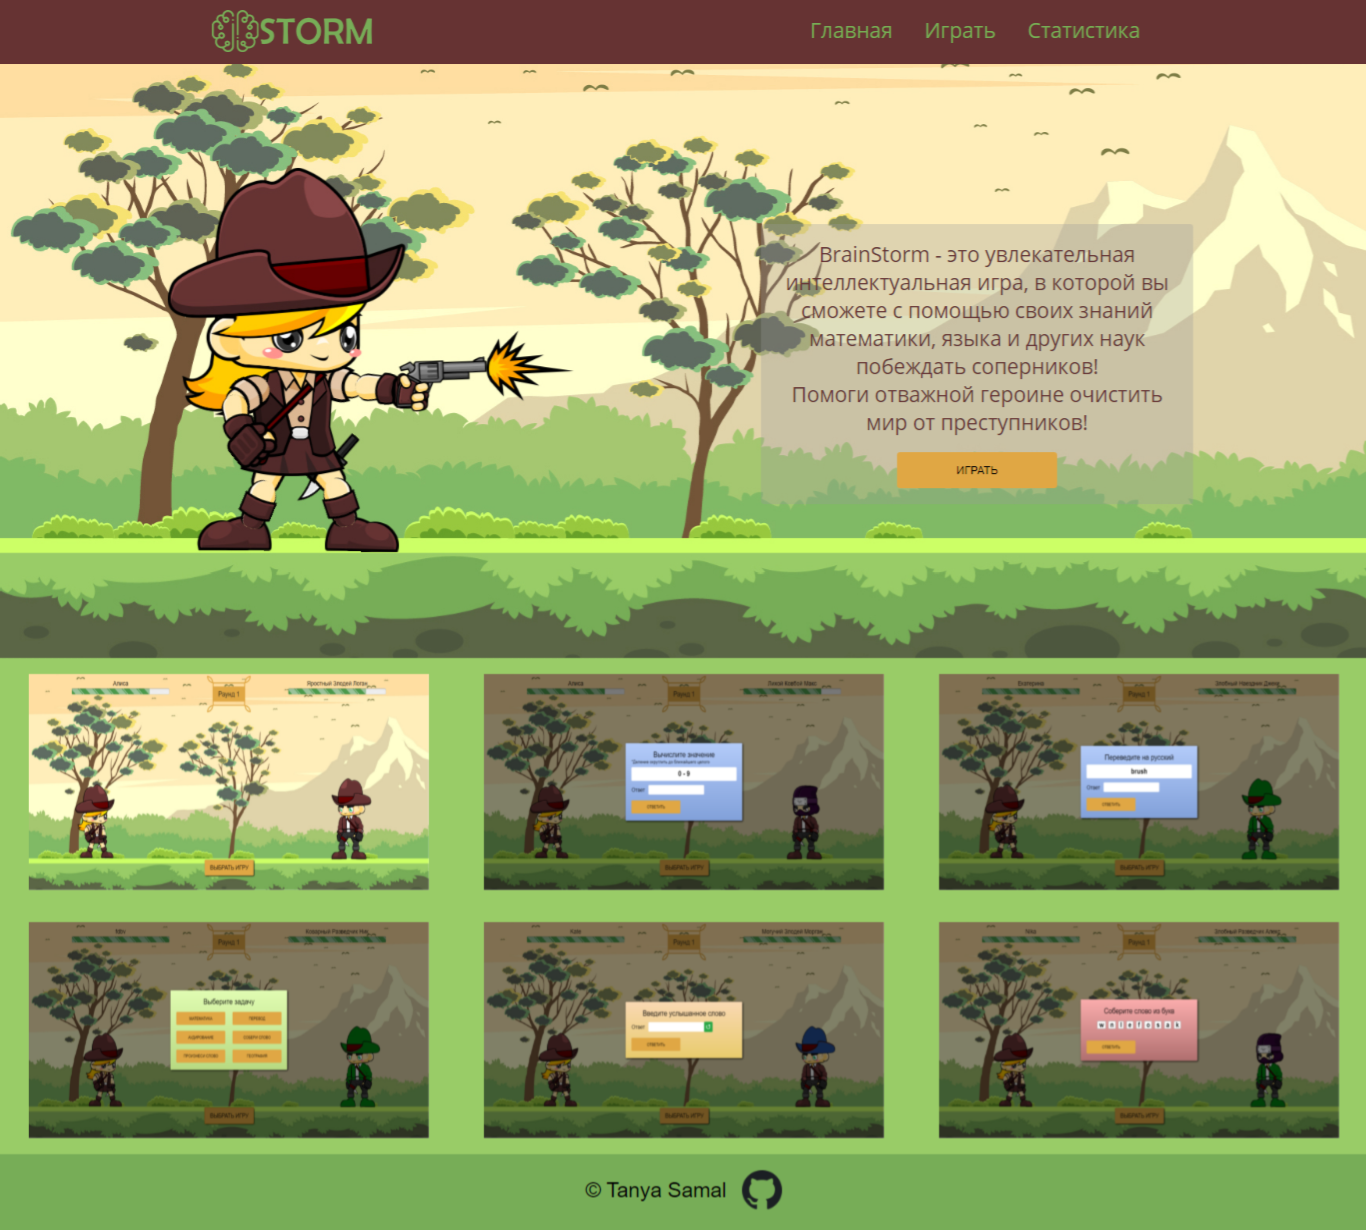 STORM
Главная Играть Статистика
BrainStorm - это увлекательная
интеллектуальная игра, в которой вы
сможете с помощью своих знаний
математики, языка и других наук
побеждать соперников!
Помоги отважной героине очистить
мир от преступников!
ИГРАТЬ
Алиса
Раунд 1
Яростный Злодей Логан
ВЫБРАТЬ ИГРУ
Алиса
Раунд 1
Вычислите значение
0 - 9
Ответ:
ОТВЕТИТЬ
ВЫБРАТЬ ИГРУ
Екатерина
Раунд 1
Переведите на русский
brush
Ответ:
ОТВЕТИТЬ
ВЫБРАТЬ ИГРУ
Раунд 1
Выберите задачу
МАТЕМАТИКА
ПЕРЕВОД
ВЫБРАТЬ ИГРУ
Раунд 1
Введите услышанное слово
Ответ:
ОТВЕТИТЬ
ВЫБРАТЬ ИГРУ
Раунд 1
Соберите слово из букв
ОТВЕТИТЬ
ВЫБРАТЬ ИГРУ
© Tanya Samal